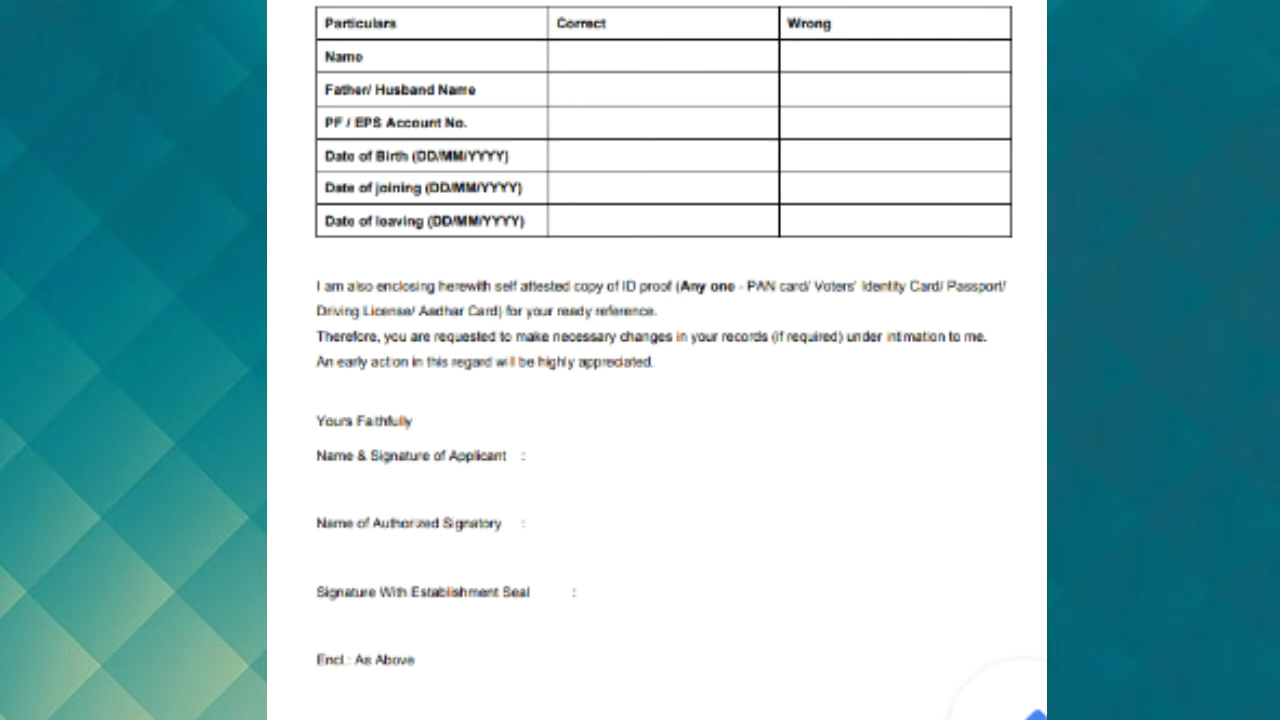 Particulars Correct Wrong
Name
Father/ Husband Name
PF / EPS Account No.
Date of Birth (DD/MM/YYYY)
Date of joining (DD/MM/YYYY)
Date of leaving (DD/MM/YYYY)
I am also enclosing herewith self attested copy of ID proof (Any one - PAN card/ Voters' Identity Card/ Passport/
Driving License/ Aadhar Card) for your ready reference.
Therefore, you are requested to make necessary changes in your records (if required) under intimation to me.
An early action in this regard will be highly appreciated.
Yours Faithfully
Name & Signature of Applicant :
Name of Authorized Signatory :
Signature With Establishment Seal :
Encl.: As Above